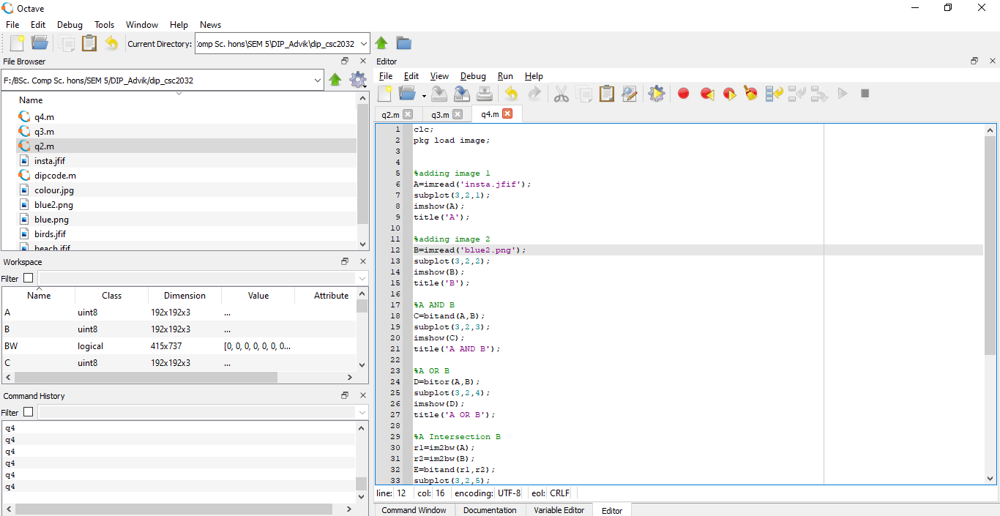 Octave
File Edit Debug Tools Window Help News
Current Directory: :omp Sc. hons\SEM 5\DIP_Advik\dip_csc2032
File Browser
F:/BSc. Comp Sc. hons/SEM 5/DIP_Advik/dip_csc2032
Name
q4.m
q3.m
q2.m
insta.jfif
dipcode.m
colour.jpg
blue2.png
blue.png
birds.jfif
beach.jfif
Workspace
Filter
Name Class Dimension Value Attribute
A uint8 192x192x3 ...
B uint8 192x192x3 ...
BW logical 415x737 [0, 0, 0, 0, 0, 0, 0...
C uint8 192x192x3 ...
Command History
Filter
q4
q4
q4
q4
q4
q4
Editor
File Edit View Debug Run Help
q2.m q3.m q4.m
1 clc;
2 pkg load image;
3
4
5 %adding image 1
6 A=imread('insta.jfif');
7 subplot(3,2,1);
8 imshow(A);
9 title('A');
10
11 %adding image 2
12 B=imread('blue2.png');
13 subplot(3,2,2);
14 imshow(B);
15 title('B');
16
17 %A AND B
18 C=bitand(A,B);
19 subplot(3,2,3);
20 imshow(C);
21 title('A AND B');
22
23 %A OR B
24 D=bitor(A,B);
25 subplot(3,2,4);
26 imshow(D);
27 title('A OR B');
28
29 %A Intersection B
30 r1=im2bw(A);
31 r2=im2bw(B);
32 E=bitand(r1,r2);
33 subplot(3,2,5);
line: 12 col: 16 encoding: UTF-8 eol: CRLF
Command Window Documentation Variable Editor Editor